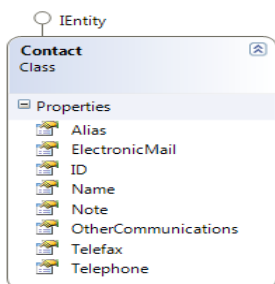 IEntity
Contact
Class
Properties
Alias
ElectronicMail
ID
Name
Note
OtherCommunications
Telefax
Telephone